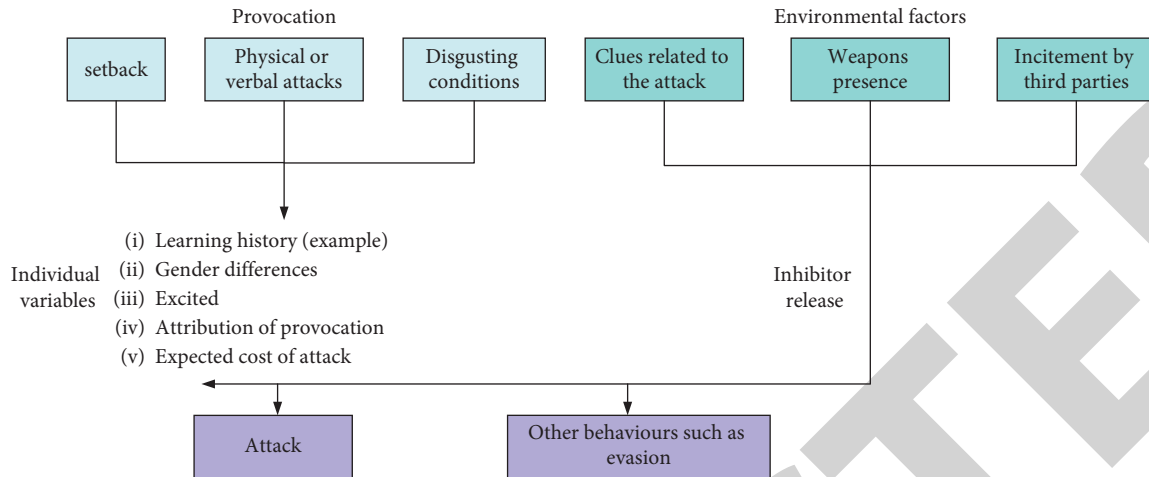 Provocation
Environmental factors
setback
Physical or
verbal attacks
Disgusting
conditions
Clues related to
the attack
Weapons
presence
Incitement by
third parties
Individual
variables
(i) Learning history (example)
(ii) Gender differences
(iii) Excited
(iv) Attribution of provocation
(v) Expected cost of attack
Inhibitor
release
Attack
Other behaviours such as
evasion